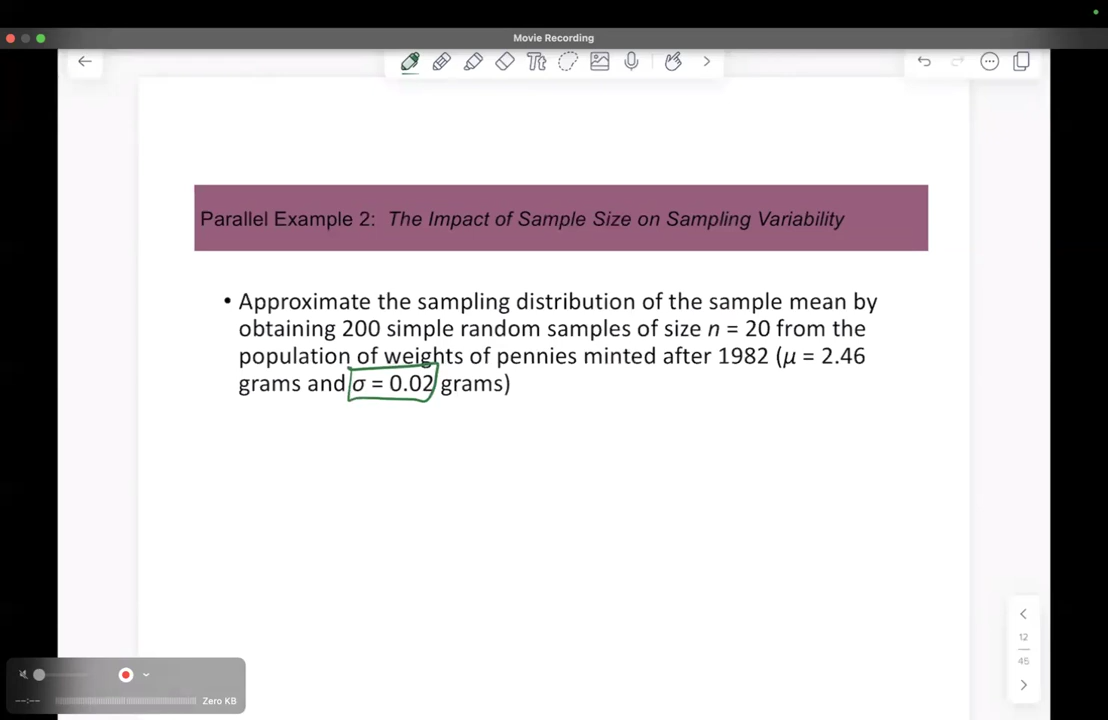 Movie Recording
Tt
Parallel Example 2: The Impact of Sample Size on Sampling Variability
• Approximate the sampling distribution of the sample mean by
obtaining 200 simple random samples of size n = 20 from the
population of weights of pennies minted after 1982 (μ = 2.46
grams and σ = 0.02 grams)
12
45
--:--
Zero KB